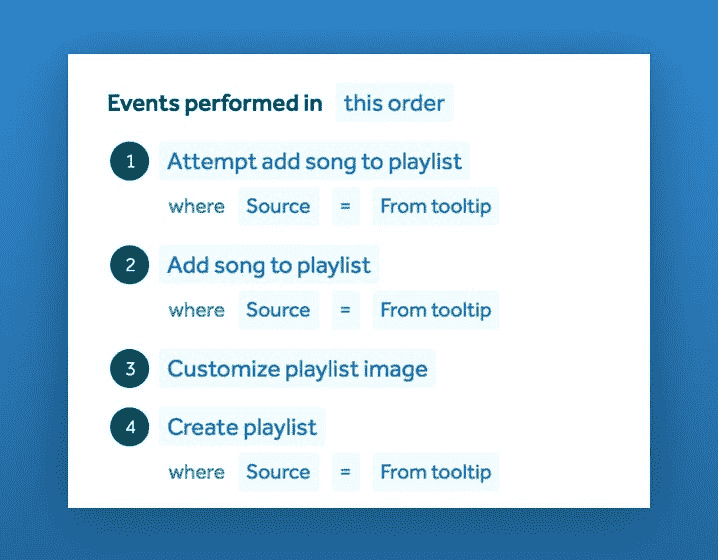 Events performed in this order
1 Attempt add song to playlist
where Source = From tooltip
2 Add song to playlist
where Source = From tooltip
3 Customize playlist image
4 Create playlist
where Source = From tooltip